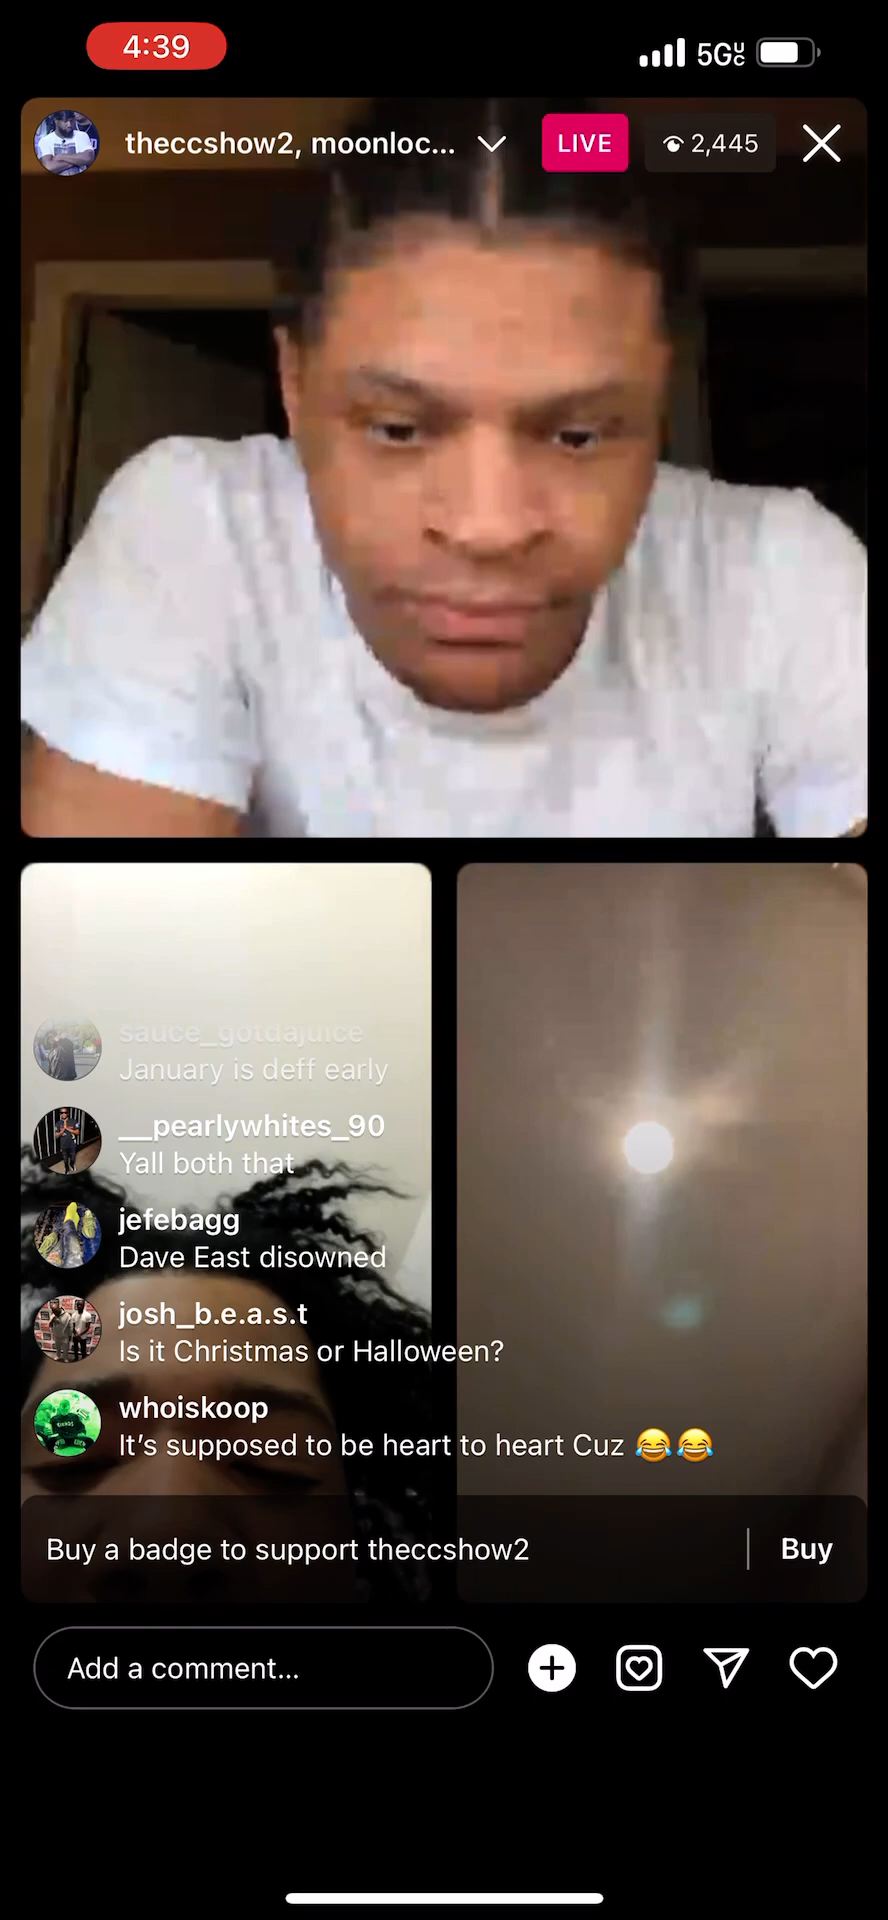 4:39
5GUC
theccshow2, moonloc...
LIVE
2,445
sauce_gotdajuice
January is deff early
__pearlywhites_90
Yall both that
jefebagg
Dave East disowned
josh_b.e.a.s.t
Is it Christmas or Halloween?
whoiskoop
It’s supposed to be heart to heart Cuz 😂😂
Buy a badge to support theccshow2
Buy
Add a comment...